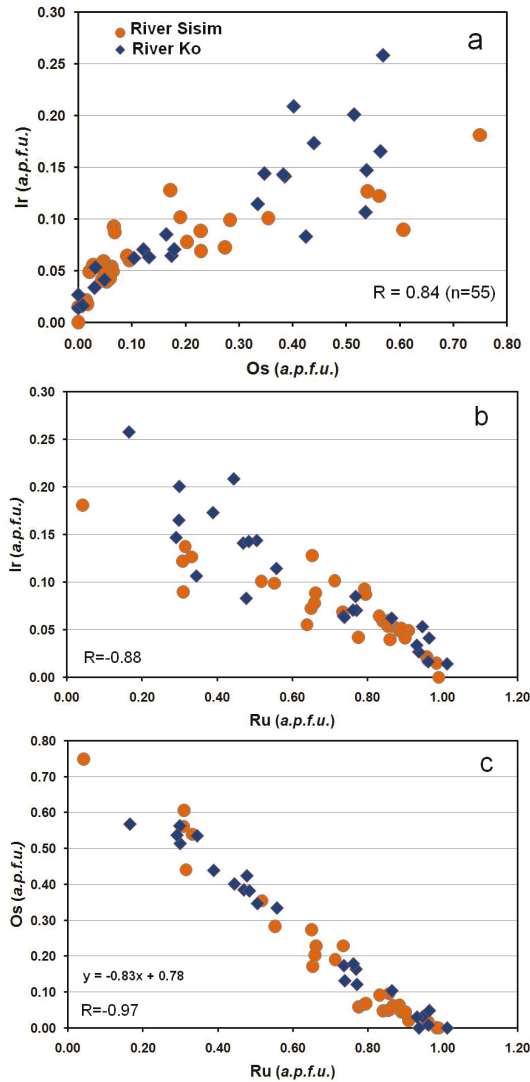 River Sisim
River Ko
a
0.30
0.25
0.20
0.15
0.10
0.05
0.00
Ir (a.p.f.u.)
R = 0.84 (n=55)
0.00 0.10 0.20 0.30 0.40 0.50 0.60 0.70 0.80
Os (a.p.f.u.)
b
0.30
0.25
0.20
0.15
0.10
0.05
0.00
Ir (a.p.f.u.)
R=-0.88
0.00 0.20 0.40 0.60 0.80 1.00 1.20
Ru (a.p.f.u.)
c
0.80
0.70
0.60
0.50
0.40
0.30
0.20
0.10
0.00
Os (a.p.f.u.)
y = -0.83x + 0.78
R=-0.97
0.00 0.20 0.40 0.60 0.80 1.00 1.20
Ru (a.p.f.u.)